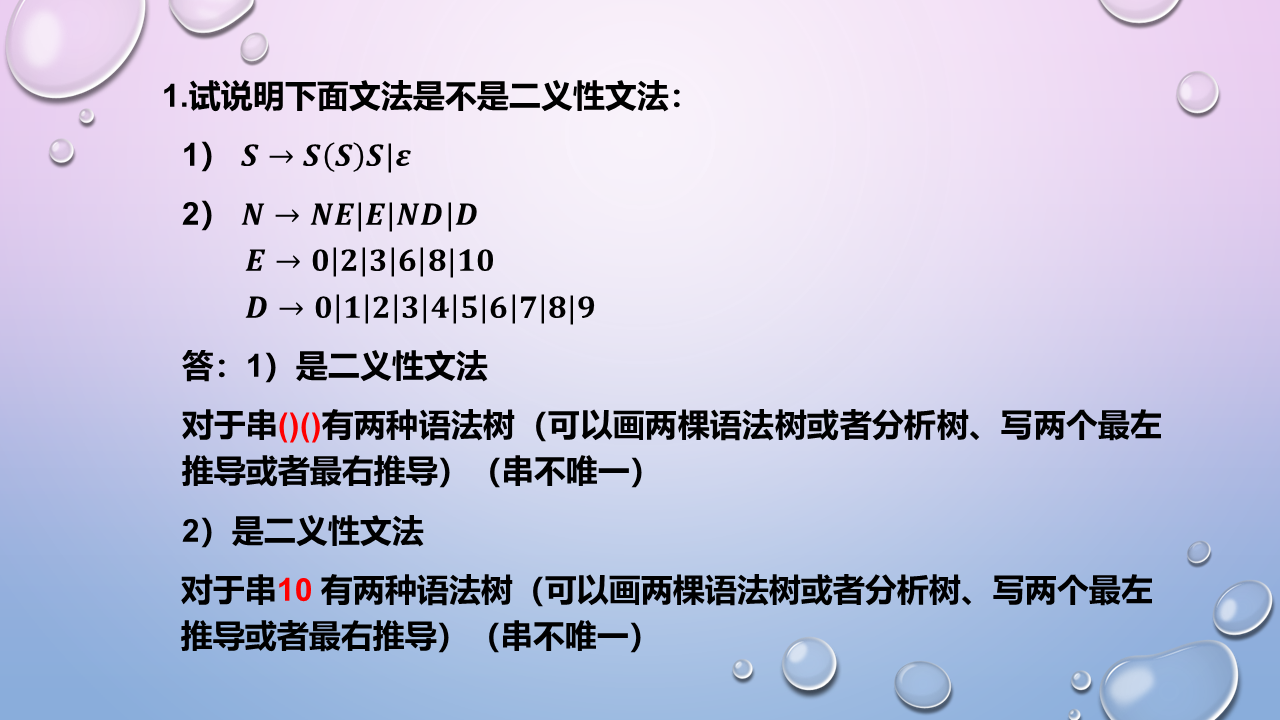 1.试说明下面文法是不是二义性文法：
1） S → S(S)S|ε
2） N → NE|E|ND|D
E → 0|2|3|6|8|10
D → 0|1|2|3|4|5|6|7|8|9
答：1）是二义性文法
对于串()()有两种语法树（可以画两棵语法树或者分析树、写两个最左
推导或者最右推导）（串不唯一）
2）是二义性文法
对于串10 有两种语法树（可以画两棵语法树或者分析树、写两个最左
推导或者最右推导）（串不唯一）